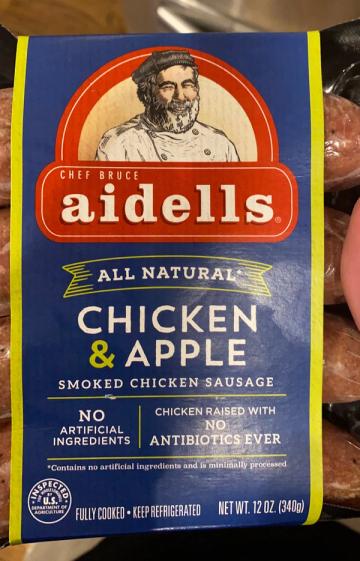 CHEF BRUCE
aidells®
ALL NATURAL*
CHICKEN
& APPLE
SMOKED CHICKEN SAUSAGE
NO
ARTIFICIAL
INGREDIENTS
CHICKEN RAISED WITH
NO
ANTIBIOTICS EVER
*Contains no artificial ingredients and is minimally processed
INSPECTED
U.S.
DEPARTMENT OF
AGRICULTURE
FULLY COOKED • KEEP REFRIGERATED
NET WT. 12 OZ. (340g)